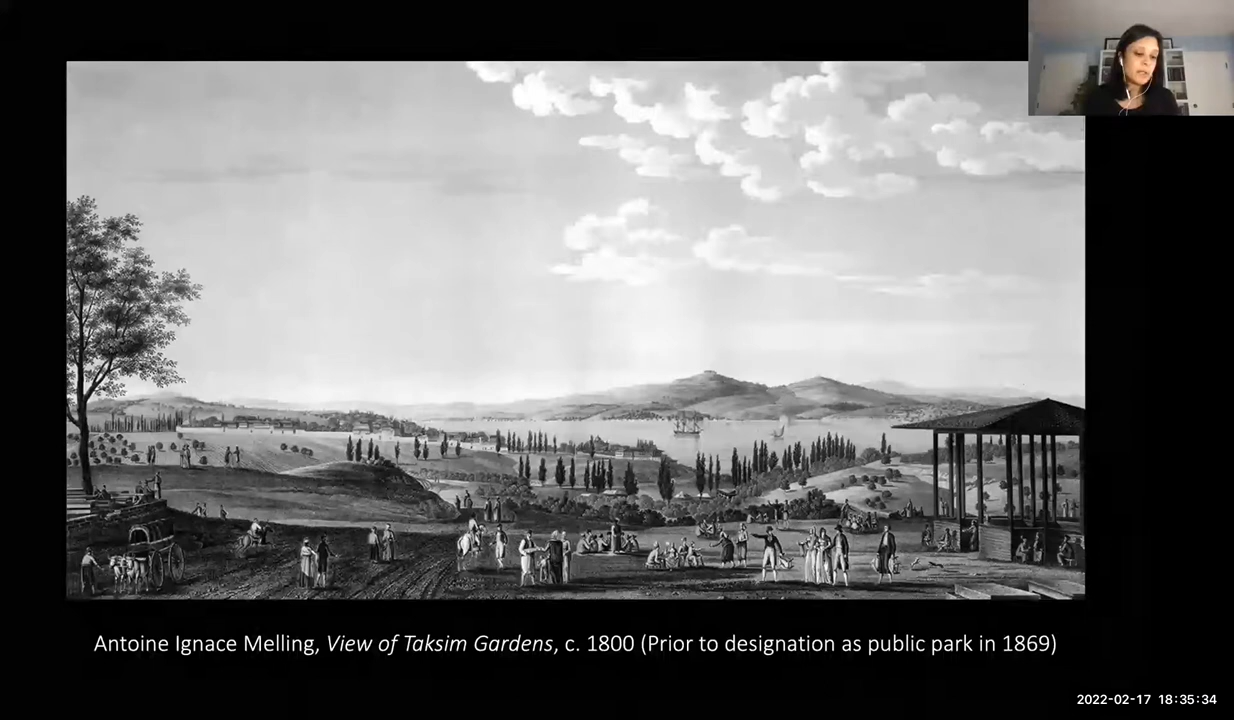 Antoine Ignace Melling, View of Taksim Gardens, c. 1800 (Prior to designation as public park in 1869)
2022-02-17 18:35:34